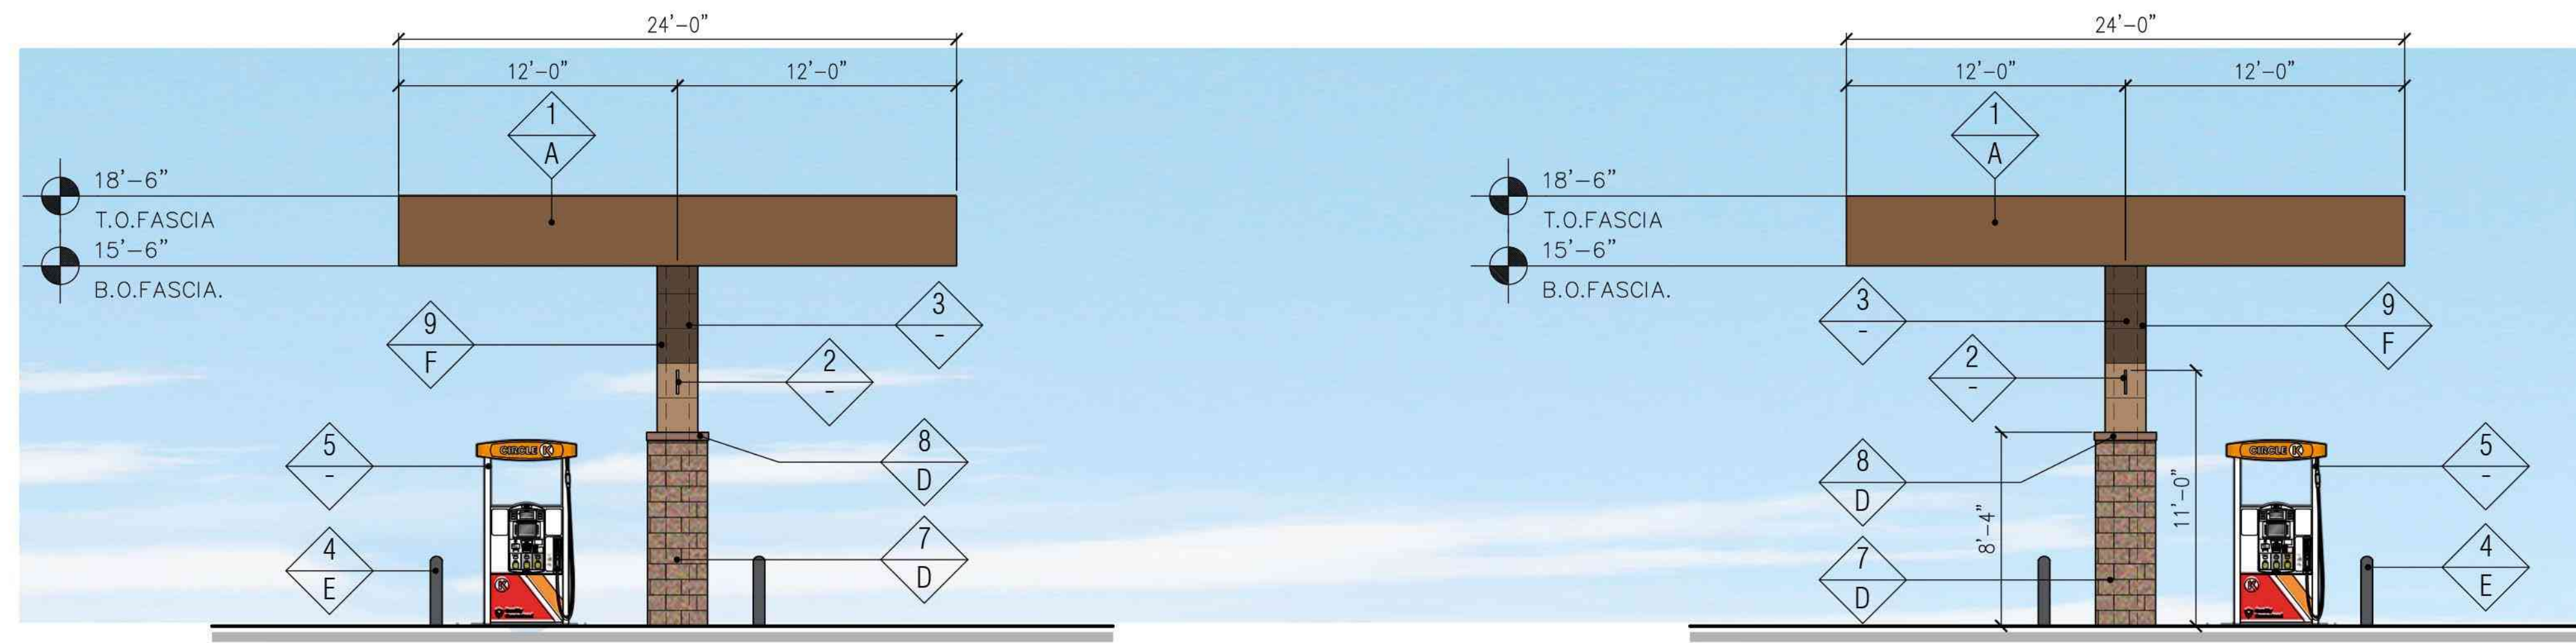 24'-0"
12'-0" 12'-0"
1
A
18'-6"
T.O.FASCIA
15'-6"
B.O.FASCIA.
3
-
9
F
2
-
5
-
8
D
CIRCLE K
4
E
7
D
K
24'-0"
12'-0" 12'-0"
1
A
18'-6"
T.O.FASCIA
15'-6"
B.O.FASCIA.
3
-
9
F
2
-
8
D
5
-
CIRCLE K
8'-4"
11'-0"
7
D
4
E
K